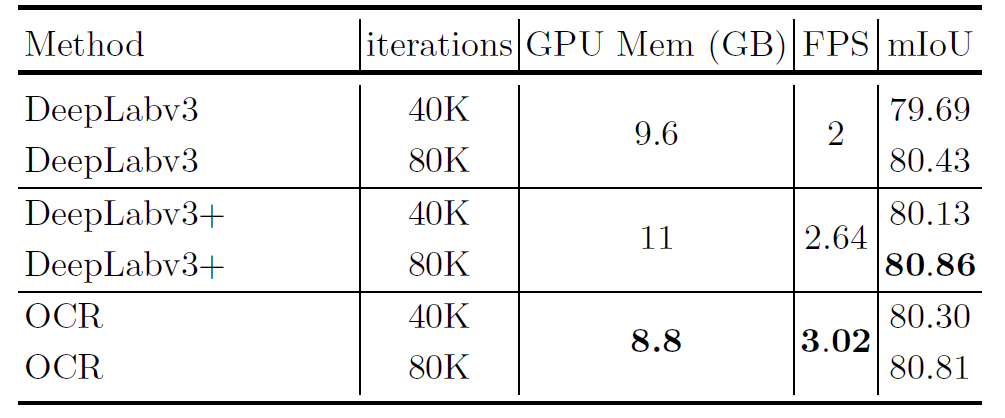 Method iterations GPU Mem (GB) FPS mIoU
DeepLabv3 40K 9.6 2 79.69
DeepLabv3 80K 80.43
DeepLabv3+ 40K 11 2.64 80.13
DeepLabv3+ 80K 80.86
OCR 40K 8.8 3.02 80.30
OCR 80K 80.81